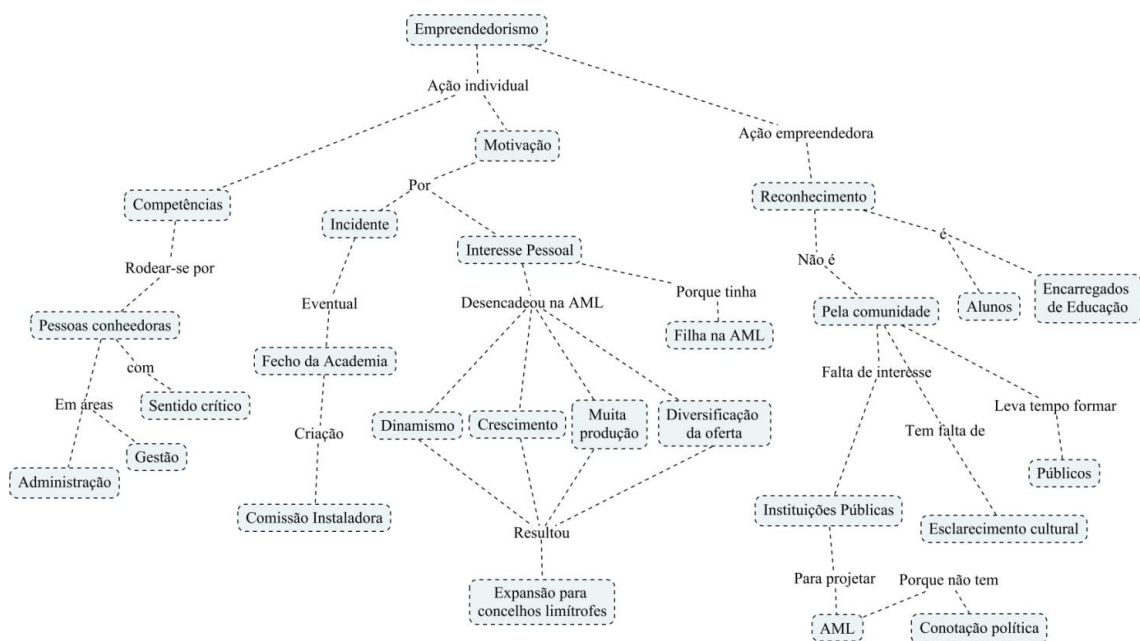 Empreendedorismo
Ação individual
Ação empreendedora
Motivação
Por
Competências
Reconhecimento
Incidente
é
Interesse Pessoal
Não é
Rodear-se por
Porque tinha
Encarregados
de Educação
Eventual
Desencadeou na AML
Alunos
Pela comunidade
Pessoas conheedoras
Filha na AML
Fecho da Academia
com
Falta de interesse
Em áreas
Sentido crítico
Leva tempo formar
Dinamismo
Crescimento
Muita
produção
Diversificação
da oferta
Criação
Tem falta de
Gestão
Administração
Públicos
Instituições Públicas
Comissão Instaladora
Esclarecimento cultural
Resultou
Para projetar
Porque não tem
Expansão para
concelhos limítrofes
AML
Conotação política